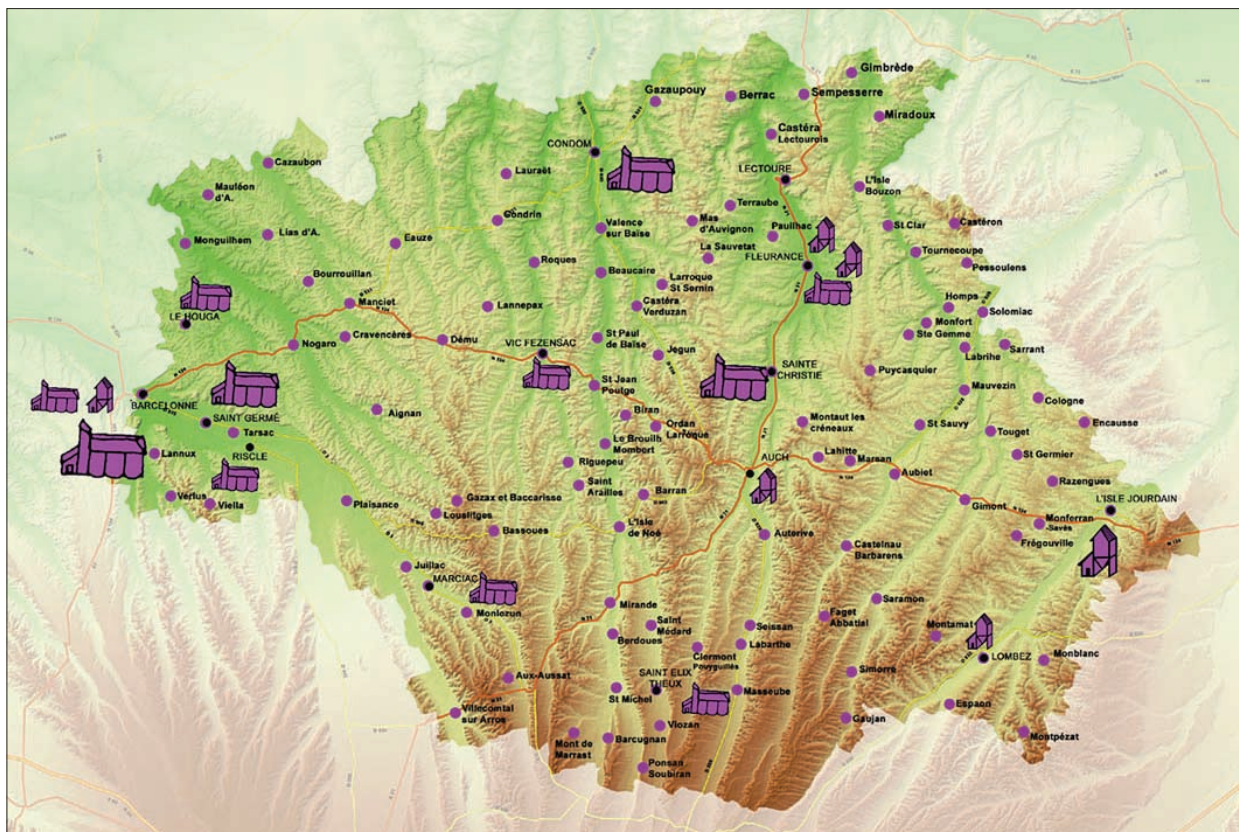 Gimbrède
Gazaupouy
Berrac
Sempesserre
Miradoux
Castéra
Lectourois
CONDOM
Cazaubon
Lauraët
LECTOURE
L'Isle
Bouzon
Mauléon
d'A.
Terraube
Condrin
Mas
d'Auvignon
Valence
sur Baïse
St Clar
Castéron
Lias d'A.
Pauilhac
Monguilhem
Eauze
La Sauvetat
Tournecoupe
Roques
FLEURANCE
Pessoulens
Bourrouillan
Beaucaire
Larroque
St Sernin
Manciet
Lannepax
Castéra
Verduzan
Homps
Solomiac
LE HOUGA
Monfort
Cravencères
Ste Gemme
Nogaro
Dému
VIC FEZENSAC
St Paul
de Baïse
Jégun
Labrihe
Sarrant
SAINTE
CHRISTIE
Puycasquier
St Jean
Poutge
Mauvezin
BARCELONNE
Cologne
Aignan
Biran
SAINT GERMÉ
Ordan
Larroque
Montaut les
créneaux
St Sauvy
Encausse
Tarsac
Touget
Le Brouilh
Mombert
RISCLE
Lannux
AUCH
Lahitte
Marsan
St Germier
Riguepeu
Aubiet
Saint
Arailles
Razengues
Verlus
Viella
Plaisance
Gazax et Baccarisse
Barran
Gimont
L'ISLE JOURDAIN
Louslitges
Monferran
-Savès
Bassoues
L'Isle
de Noé
Auterive
Frégouville
Castelnau
Barbarens
Juillac
MARCIAC
Saramon
Mirande
Monlezun
Faget
Abbatial
Saint
Médard
Seissan
Montamat
Berdoues
Labarthe
Clermont
Pouyguillès
LOMBEZ
Monblanc
Aux-Aussat
SAINT ELIX
THEUX
Simorre
St Michel
Masseube
Villecomtal
sur Arros
Espaon
Viozan
Gaujan
Mont de
Marrast
Barcugnan
Montpézat
Ponsan
Soubiran
N 124
N 21